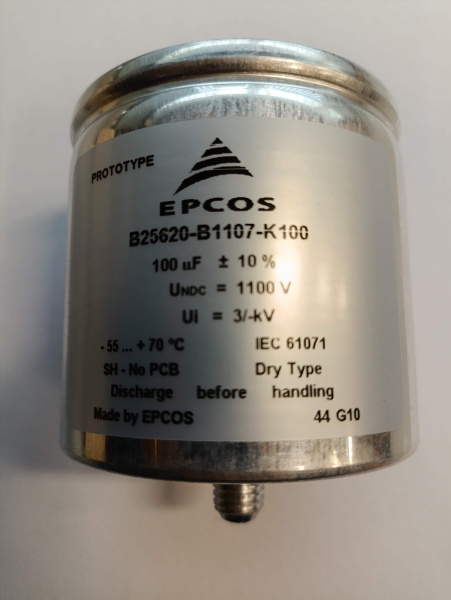 PROTOTYPE
EPCOS
B25620-B1107-K100
100 uF ± 10 %
UNDC = 1100 V
Ui = 3/-kV
- 55 ... + 70 ºC IEC 61071
SH - No PCB Dry Type
Discharge before handling
Made by EPCOS 44 G10